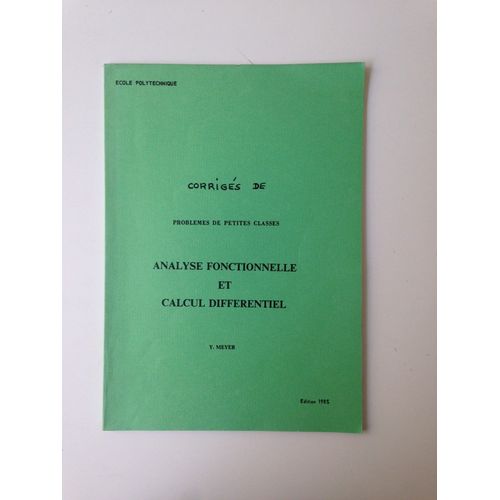 ECOLE POLYTECHNIQUE
CORRIGÉS DE
PROBLEMES DE PETITES CLASSES
ANALYSE FONCTIONNELLE
ET
CALCUL DIFFERENTIEL
Y. MEYER
Edition 1985